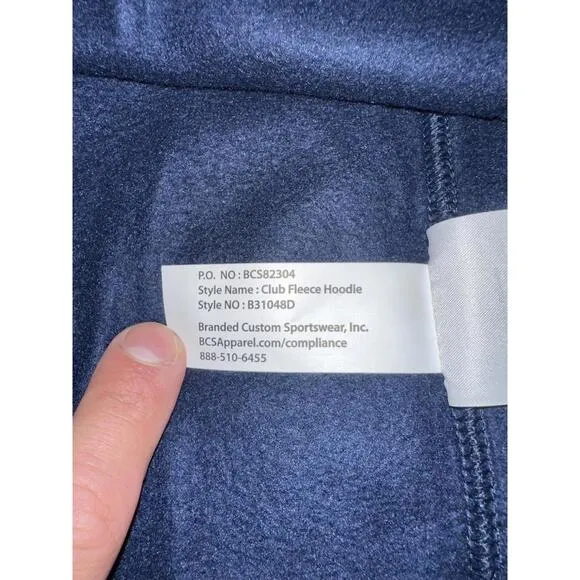 P.O. NO : BCS82304
Style Name : Club Fleece Hoodie
Style NO : B31048D
Branded Custom Sportswear, Inc.
BCSApparel.com/compliance
888-510-6455